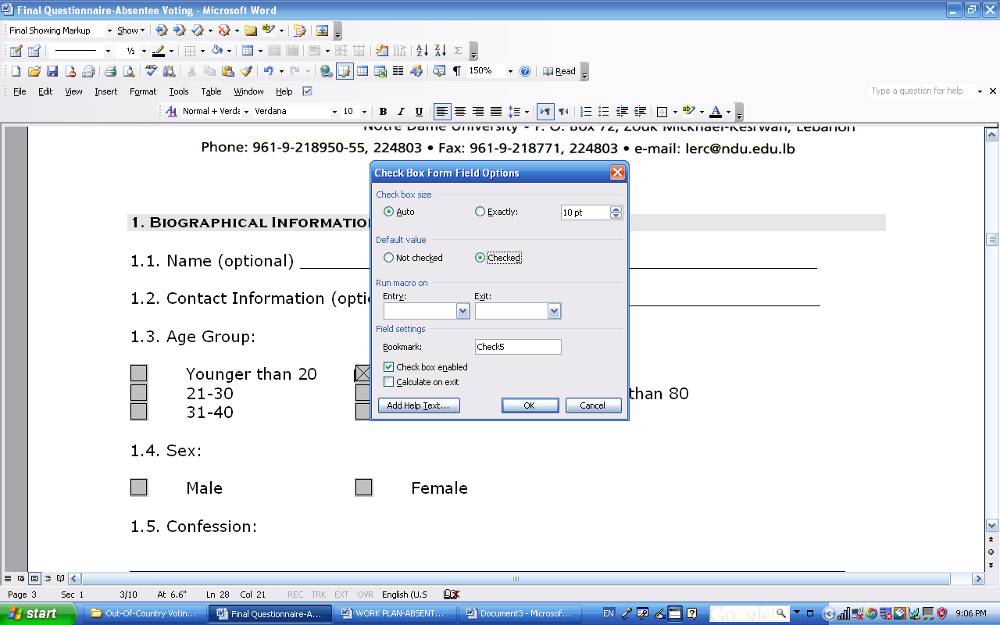 Final Questionnaire-Absentee Voting - Microsoft Word
Final Showing Markup Show
½
150% Read
File Edit View Insert Format Tools Table Window Help Type a question for help
Normal + Verda Verdana 10 B I U A
Notre Dame University • P. O. Box 72, Zouk Mickhael-Kesrwan, Lebanon
Phone: 961-9-218950-55, 224803 • Fax: 961-9-218771, 224803 • e-mail: lerc@ndu.edu.lb
Check Box Form Field Options
Check box size
Auto Exactly: 10 pt
Default value
Not checked Checked
Run macro on
Entry: Exit:
Field settings
Bookmark: Check5
Check box enabled
Calculate on exit
Add Help Text... OK Cancel
1. Biographical Informatio
1.1. Name (optional)
1.2. Contact Information (optio
1.3. Age Group:
Younger than 20
21-30 than 80
31-40
1.4. Sex:
Male Female
1.5. Confession:
Page 3 Sec 1 3/10 At 6.6" Ln 28 Col 21 REC TRK EXT OVR English (U.S
start Out-Of-Country Votin... Final Questionnaire-A... WORK PLAN-ABSENT... Document3 - Microsof... EN Google 9:06 PM